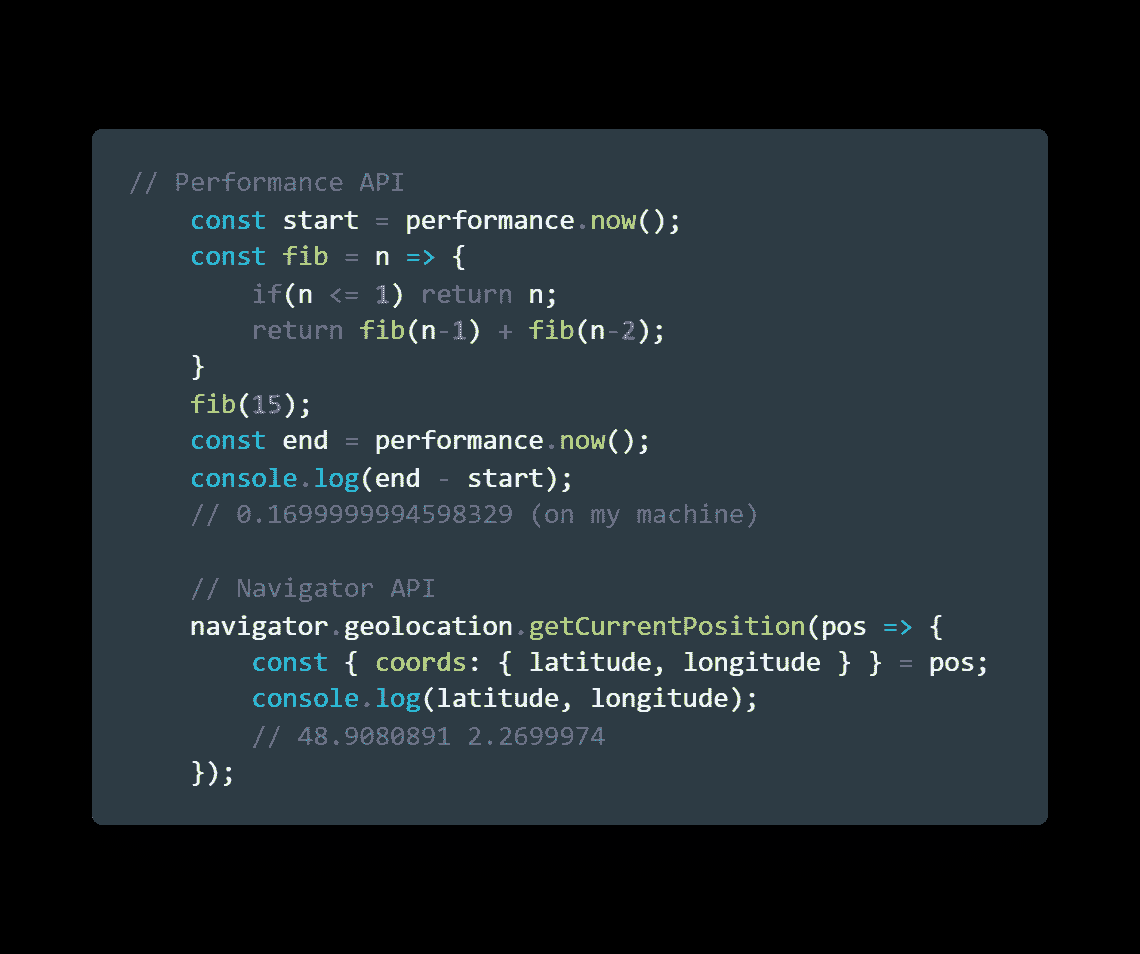 // Performance API
    const start = performance.now();
    const fib = n => {
        if(n <= 1) return n;
        return fib(n-1) + fib(n-2);
    }
    fib(15);
    const end = performance.now();
    console.log(end - start);
    // 0.1699999994598329 (on my machine)

    // Navigator API
    navigator.geolocation.getCurrentPosition(pos => {
        const { coords: { latitude, longitude } } = pos;
        console.log(latitude, longitude);
        // 48.9080891 2.2699974
    });